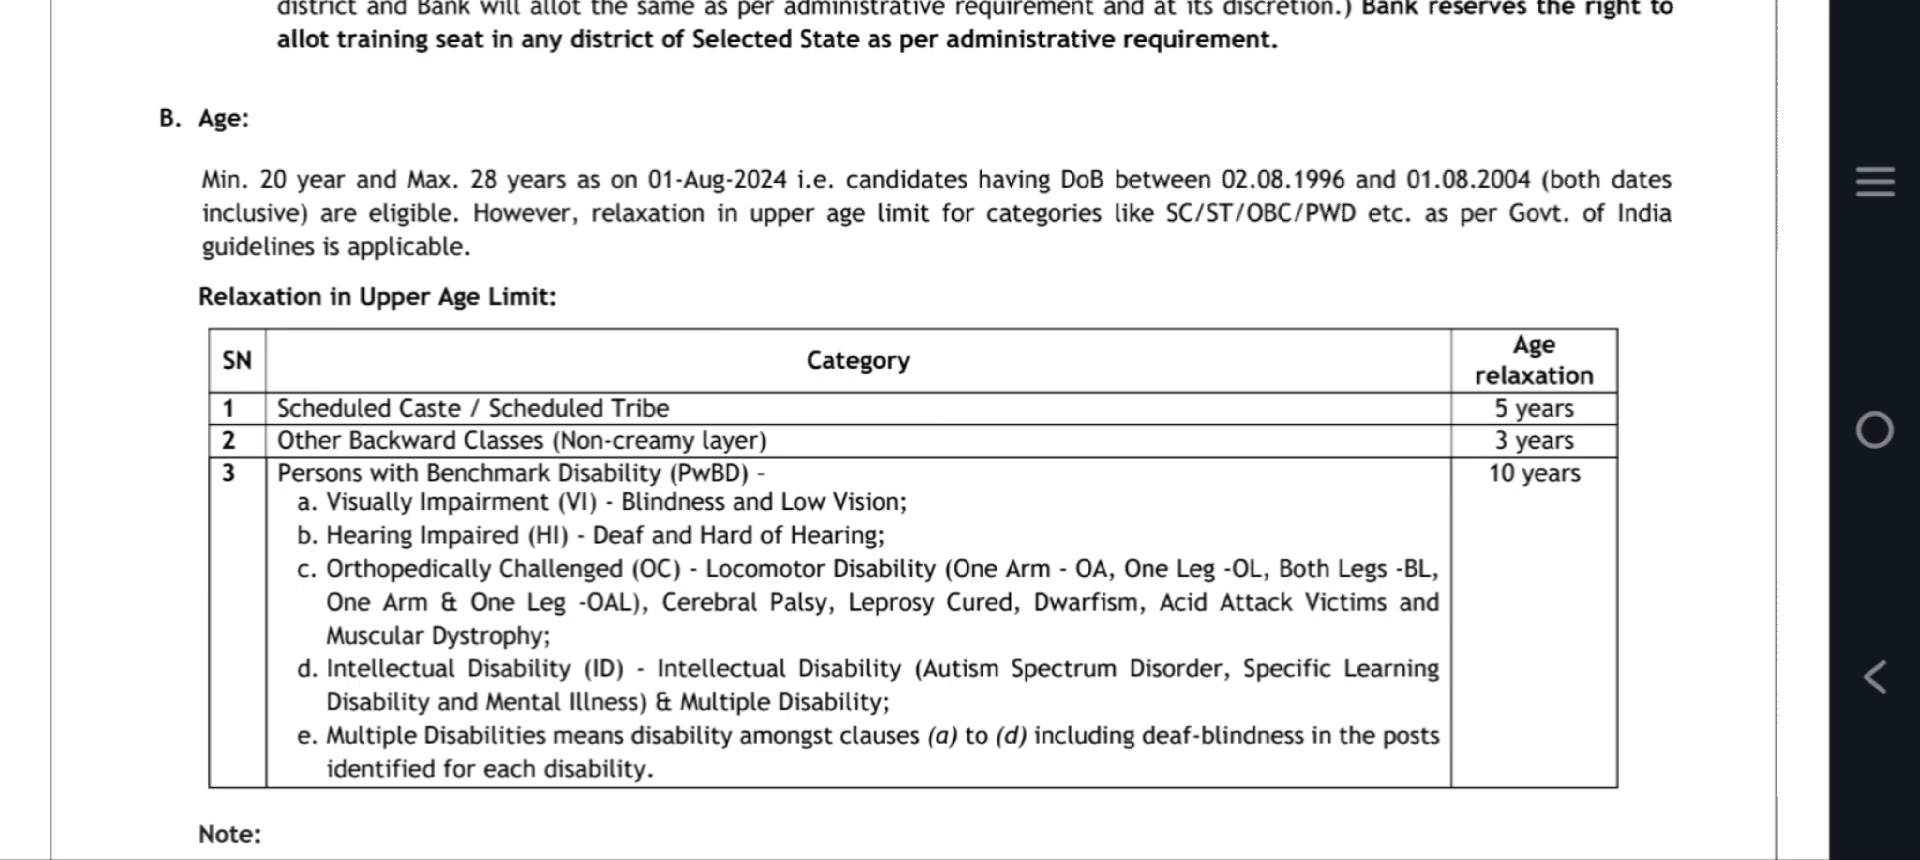 district and Bank will allot the same as per administrative requirement and at its discretion.) Bank reserves the right to
allot training seat in any district of Selected State as per administrative requirement.
B. Age:
Min. 20 year and Max. 28 years as on 01-Aug-2024 i.e. candidates having DoB between 02.08.1996 and 01.08.2004 (both dates
inclusive) are eligible. However, relaxation in upper age limit for categories like SC/ST/OBC/PWD etc. as per Govt. of India
guidelines is applicable.
Relaxation in Upper Age Limit:
SN Category Age relaxation
1 Scheduled Caste / Scheduled Tribe 5 years
2 Other Backward Classes (Non-creamy layer) 3 years
3 Persons with Benchmark Disability (PwBD) - 10 years
a. Visually Impairment (VI) - Blindness and Low Vision;
b. Hearing Impaired (HI) - Deaf and Hard of Hearing;
c. Orthopedically Challenged (OC) - Locomotor Disability (One Arm - OA, One Leg -OL, Both Legs -BL,
One Arm & One Leg -OAL), Cerebral Palsy, Leprosy Cured, Dwarfism, Acid Attack Victims and
Muscular Dystrophy;
d. Intellectual Disability (ID) - Intellectual Disability (Autism Spectrum Disorder, Specific Learning
Disability and Mental Illness) & Multiple Disability;
e. Multiple Disabilities means disability amongst clauses (a) to (d) including deaf-blindness in the posts
identified for each disability.
Note: